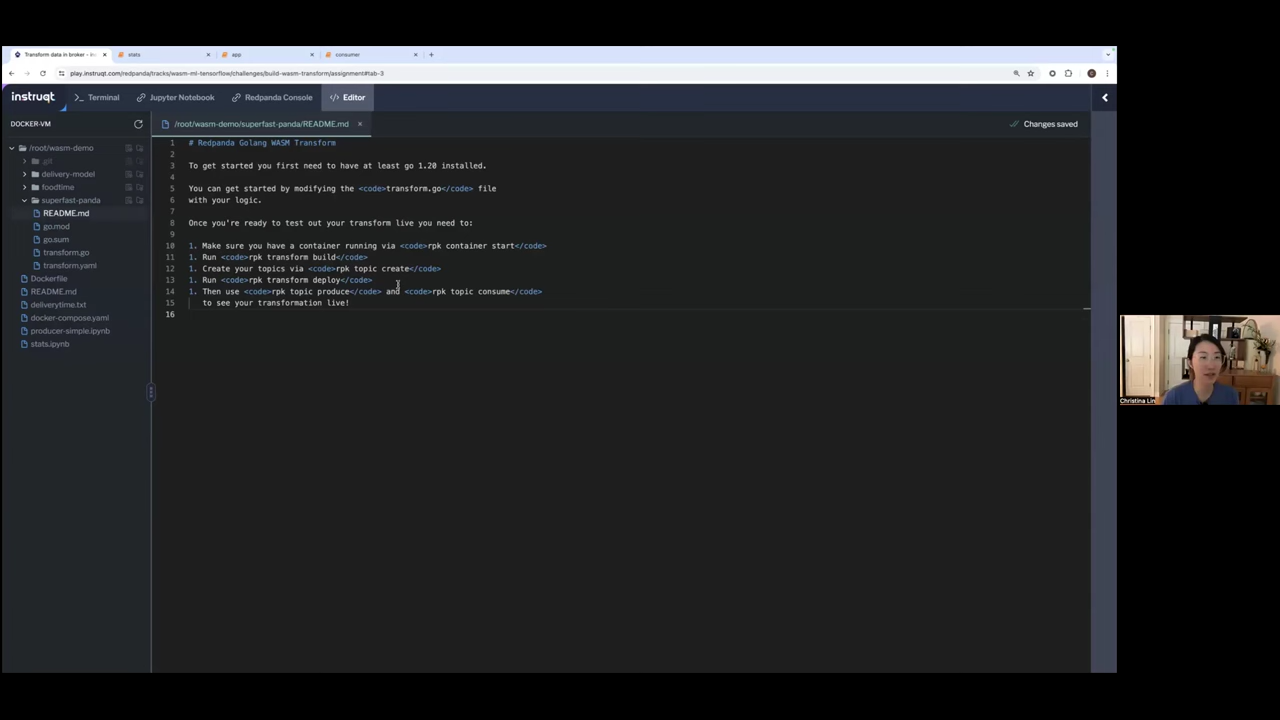 Transform data in broker - In
stats
app
consumer
play.instruqt.com/redpanda/tracks/wasm-ml-tensorflow/challenges/build-wasm-transform/assignment#tab-3
instruqt
Terminal
Jupyter Notebook
Redpanda Console
Editor
DOCKER-VM
/root/wasm-demo/superfast-panda/README.md
Changes saved
/root/wasm-demo
.git
delivery-model
foodtime
superfast-panda
README.md
go.mod
go.sum
transform.go
transform.yaml
Dockerfile
README.md
deliverytime.txt
docker-compose.yaml
producer-simple.ipynb
stats.ipynb
1 # Redpanda Golang WASM Transform
2
3 To get started you first need to have at least go 1.20 installed.
4
5 You can get started by modifying the <code>transform.go</code> file
6 with your logic.
7
8 Once you're ready to test out your transform live you need to:
9
10 1. Make sure you have a container running via <code>rpk container start</code>
11 1. Run <code>rpk transform build</code>
12 1. Create your topics via <code>rpk topic create</code>
13 1. Run <code>rpk transform deploy</code>
14 1. Then use <code>rpk topic produce</code> and <code>rpk topic consume</code>
15 to see your transformation live!
16
Christina Lin